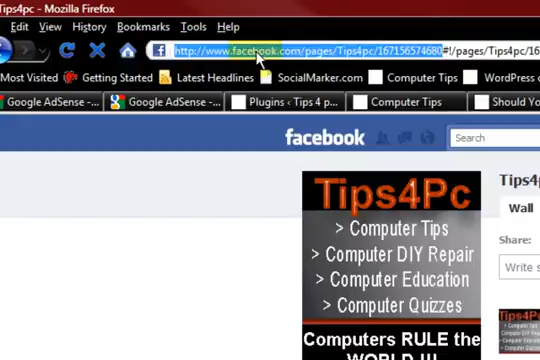 Tips4pc - Mozilla Firefox
Edit View History Bookmarks Tools Help
http://www.facebook.com/pages/Tips4pc/167156574680#!/pages/Tips4pc/16
Most Visited Getting Started Latest Headlines SocialMarker.com Computer Tips WordPress
Google AdSense - ... Google AdSense - ... Plugins ‹ Tips 4 p... Computer Tips Should Yo
facebook Search
Tips4Pc
> Computer Tips
> Computer DIY Repair
> Computer Education
> Computer Quizzes
Computers RULE the
WORLD !!!
Tips4
Wall
Share:
Write s